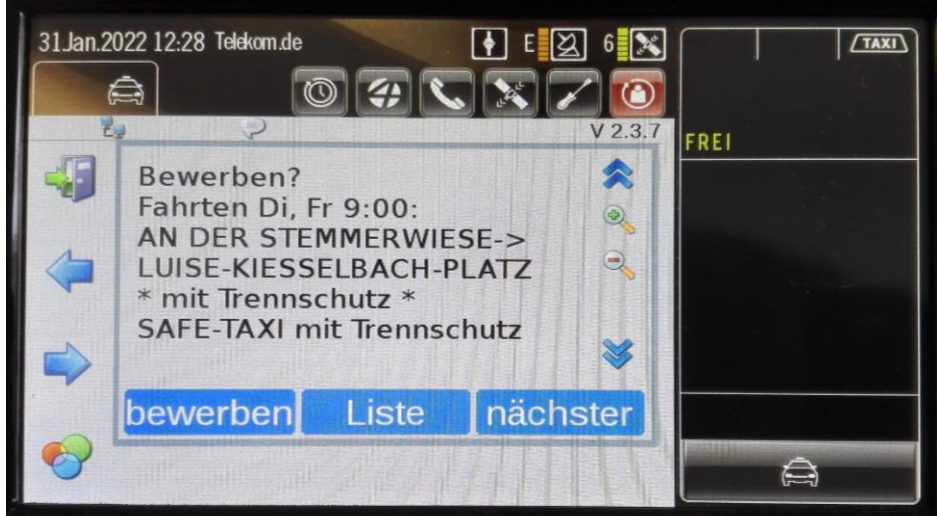 31.Jan.2022 12:28 Telekom.de E 6
TAXI
V 2.3.7
FREI
Bewerben?
Fahrten Di, Fr 9:00:
AN DER STEMMERWIESE->
LUISE-KIESSELBACH-PLATZ
* mit Trennschutz *
SAFE-TAXI mit Trennschutz
bewerben Liste nächster